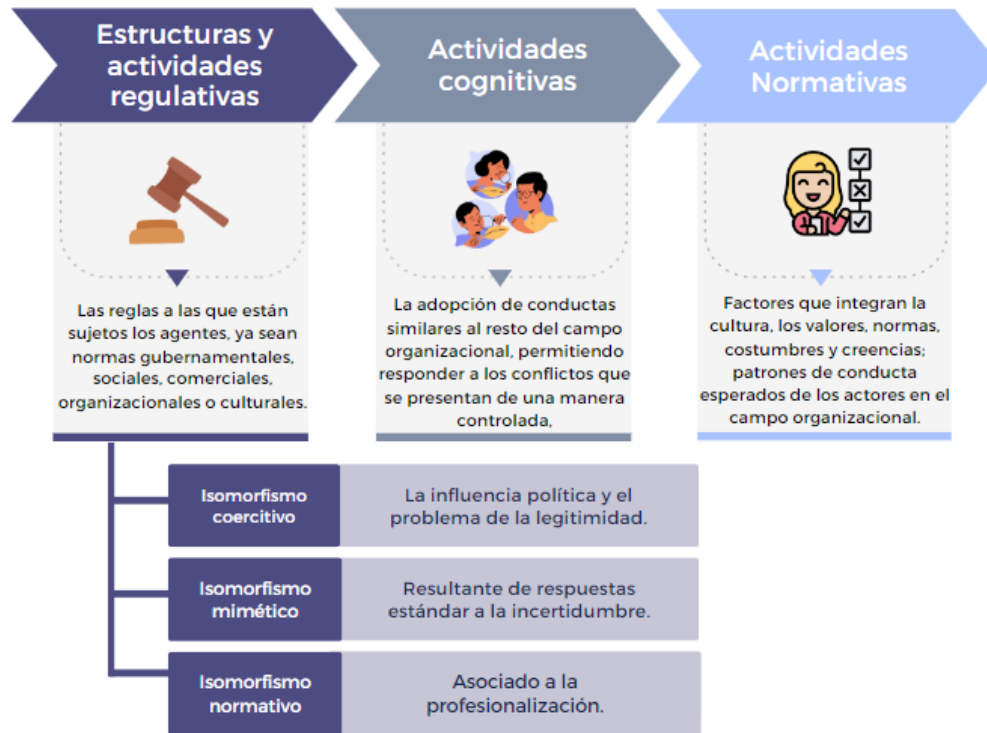 Estructuras y
actividades
regulativas
Actividades
cognitivas
Actividades
Normativas
Las reglas a las que están
sujetos los agentes, ya sean
normas gubernamentales,
sociales, comerciales,
organizacionales o culturales.
La adopción de conductas
similares al resto del campo
organizacional, permitiendo
responder a los conflictos que
se presentan de una manera
controlada,
Factores que integran la
cultura, los valores, normas,
costumbres y creencias;
patrones de conducta
esperados de los actores en el
campo organizacional.
Isomorfismo
coercitivo
La influencia política y el
problema de la legitimidad.
Isomorfismo
mimético
Resultante de respuestas
estándar a la incertidumbre.
Isomorfismo
normativo
Asociado a la
profesionalización.